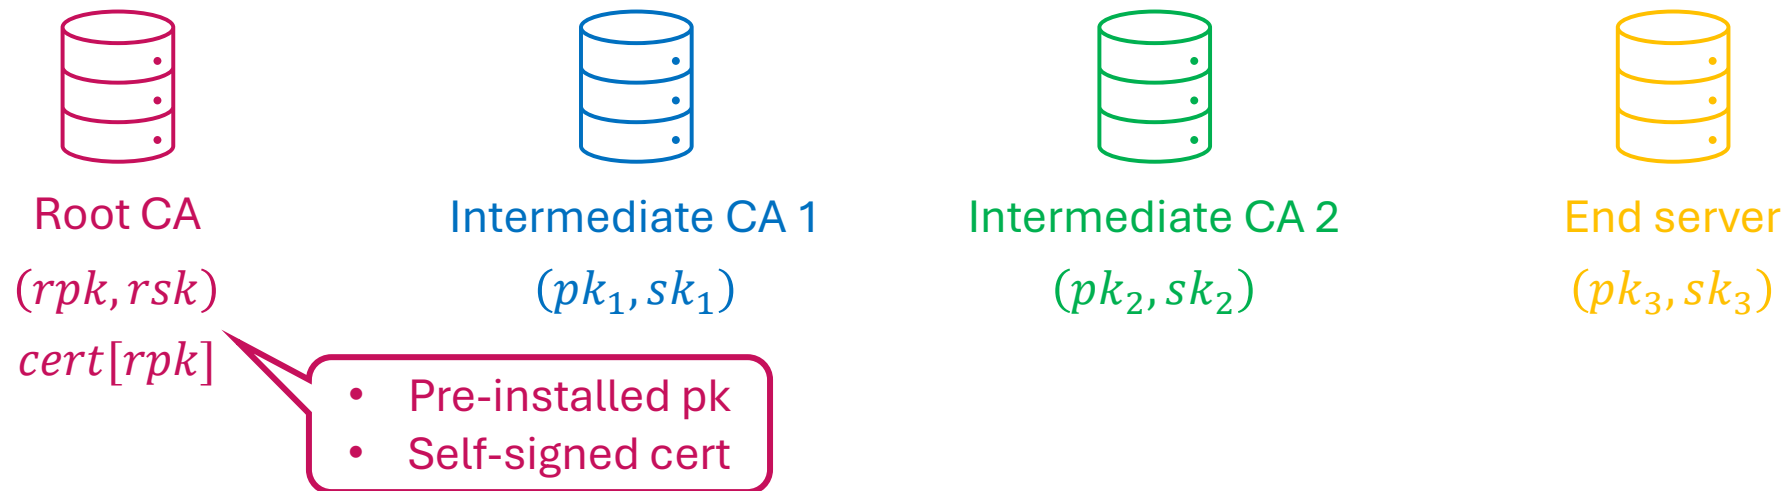 Root CA
Intermediate CA 1
Intermediate CA 2
End server
(rpk, rsk)
(pk₁, sk₁)
(pk₂, sk₂)
(pk₃, sk₃)
cert[rpk]
• Pre-installed pk
• Self-signed cert